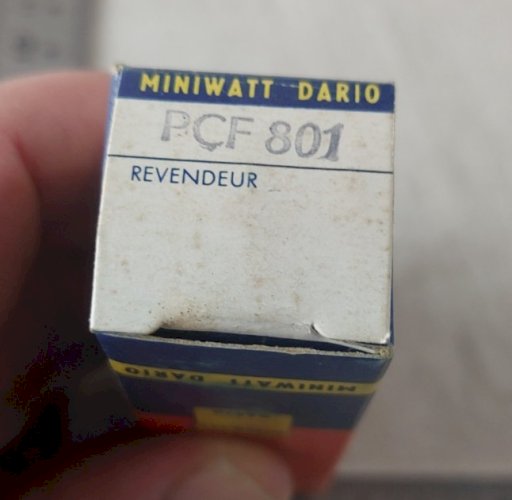 MINIWATT DARIO
PCF 801
REVENDEUR
MINIWATT DARIO